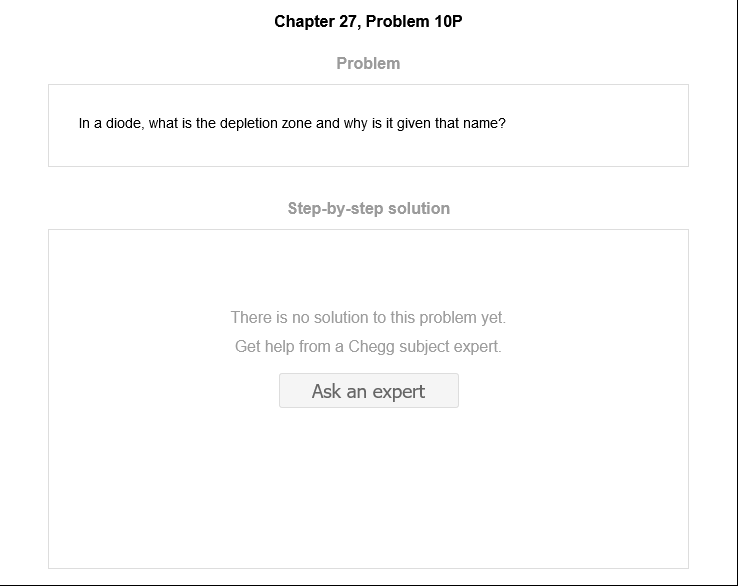 Chapter 27, Problem 10P
Problem
In a diode, what is the depletion zone and why is it given that name?
Step-by-step solution
There is no solution to this problem yet.
Get help from a Chegg subject expert.
Ask an expert